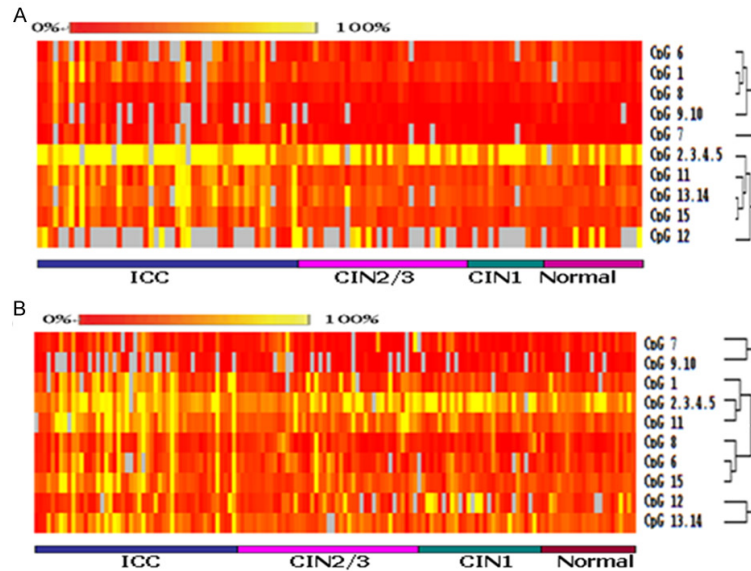 A
0% 100%
CpG 6
CpG 1
CpG 8
CpG 9.10
CpG 7
CpG 2.3.4.5
CpG 11
CpG 13.14
CpG 15
CpG 12
ICC CIN2/3 CIN1 Normal
B
0% 100%
CpG 7
CpG 9.10
CpG 1
CpG 2.3.4.5
CpG 11
CpG 8
CpG 6
CpG 15
CpG 12
CpG 13.14
ICC CIN2/3 CIN1 Normal